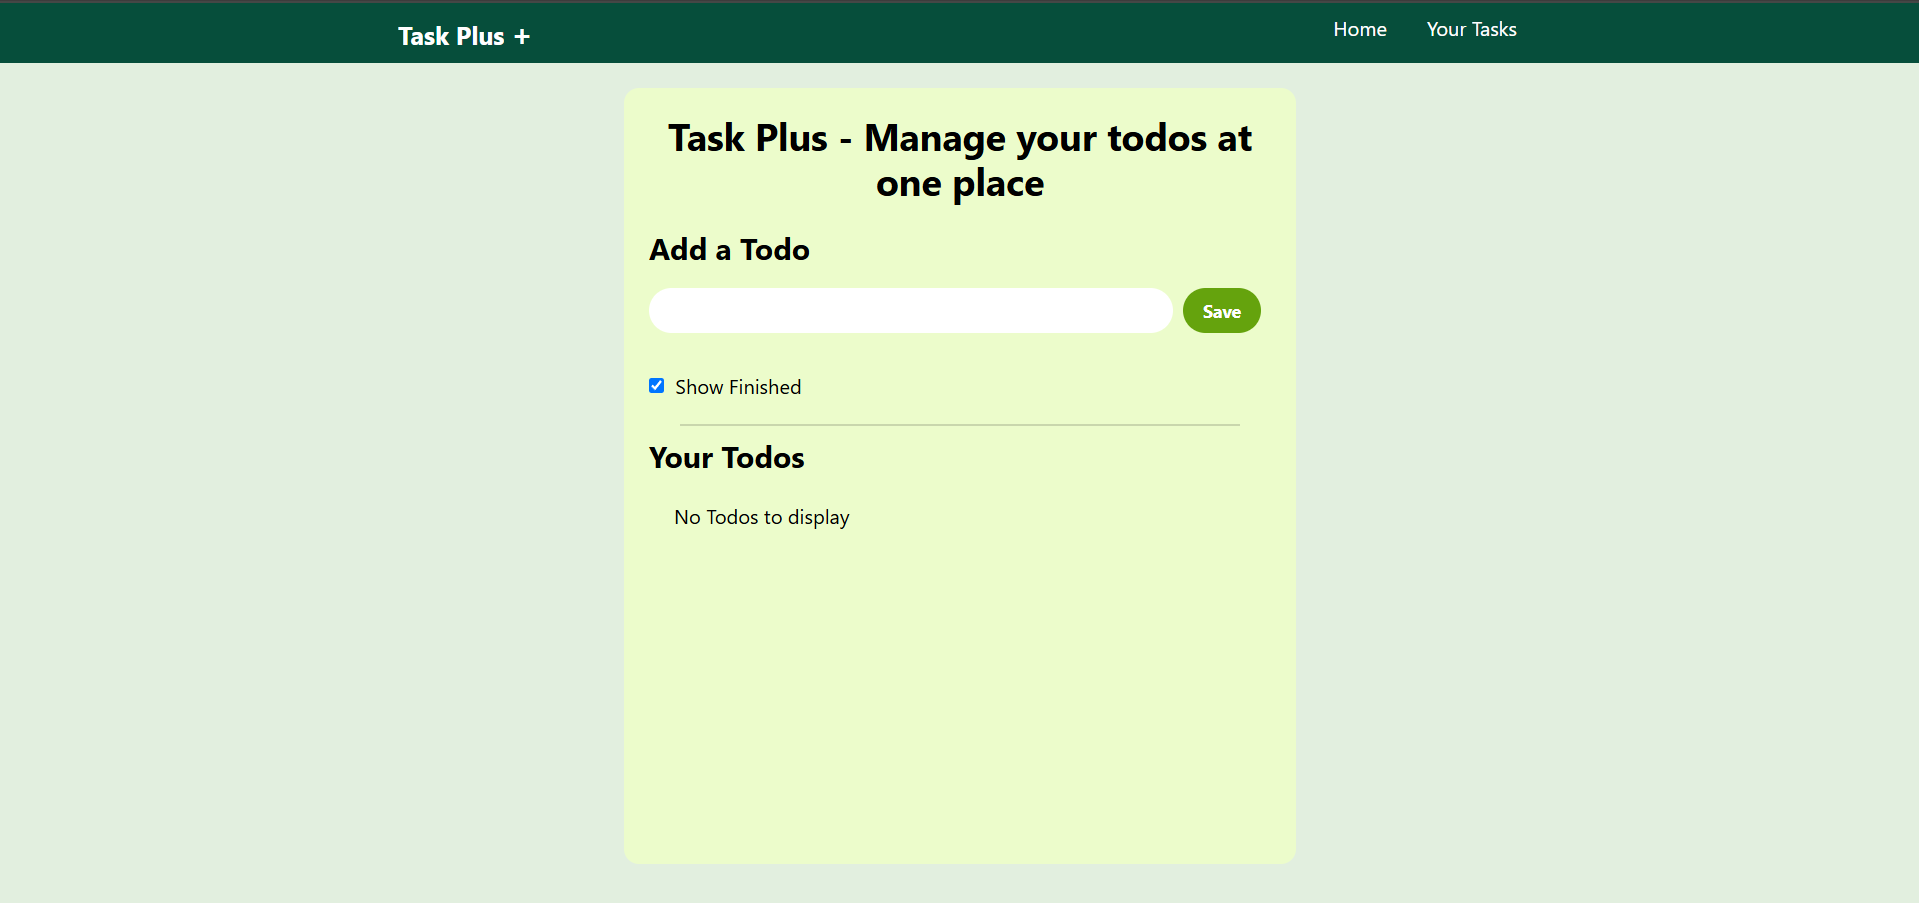 Task Plus +
Home
Your Tasks
Task Plus - Manage your todos at
one place
Add a Todo
Save
Show Finished
Your Todos
No Todos to display